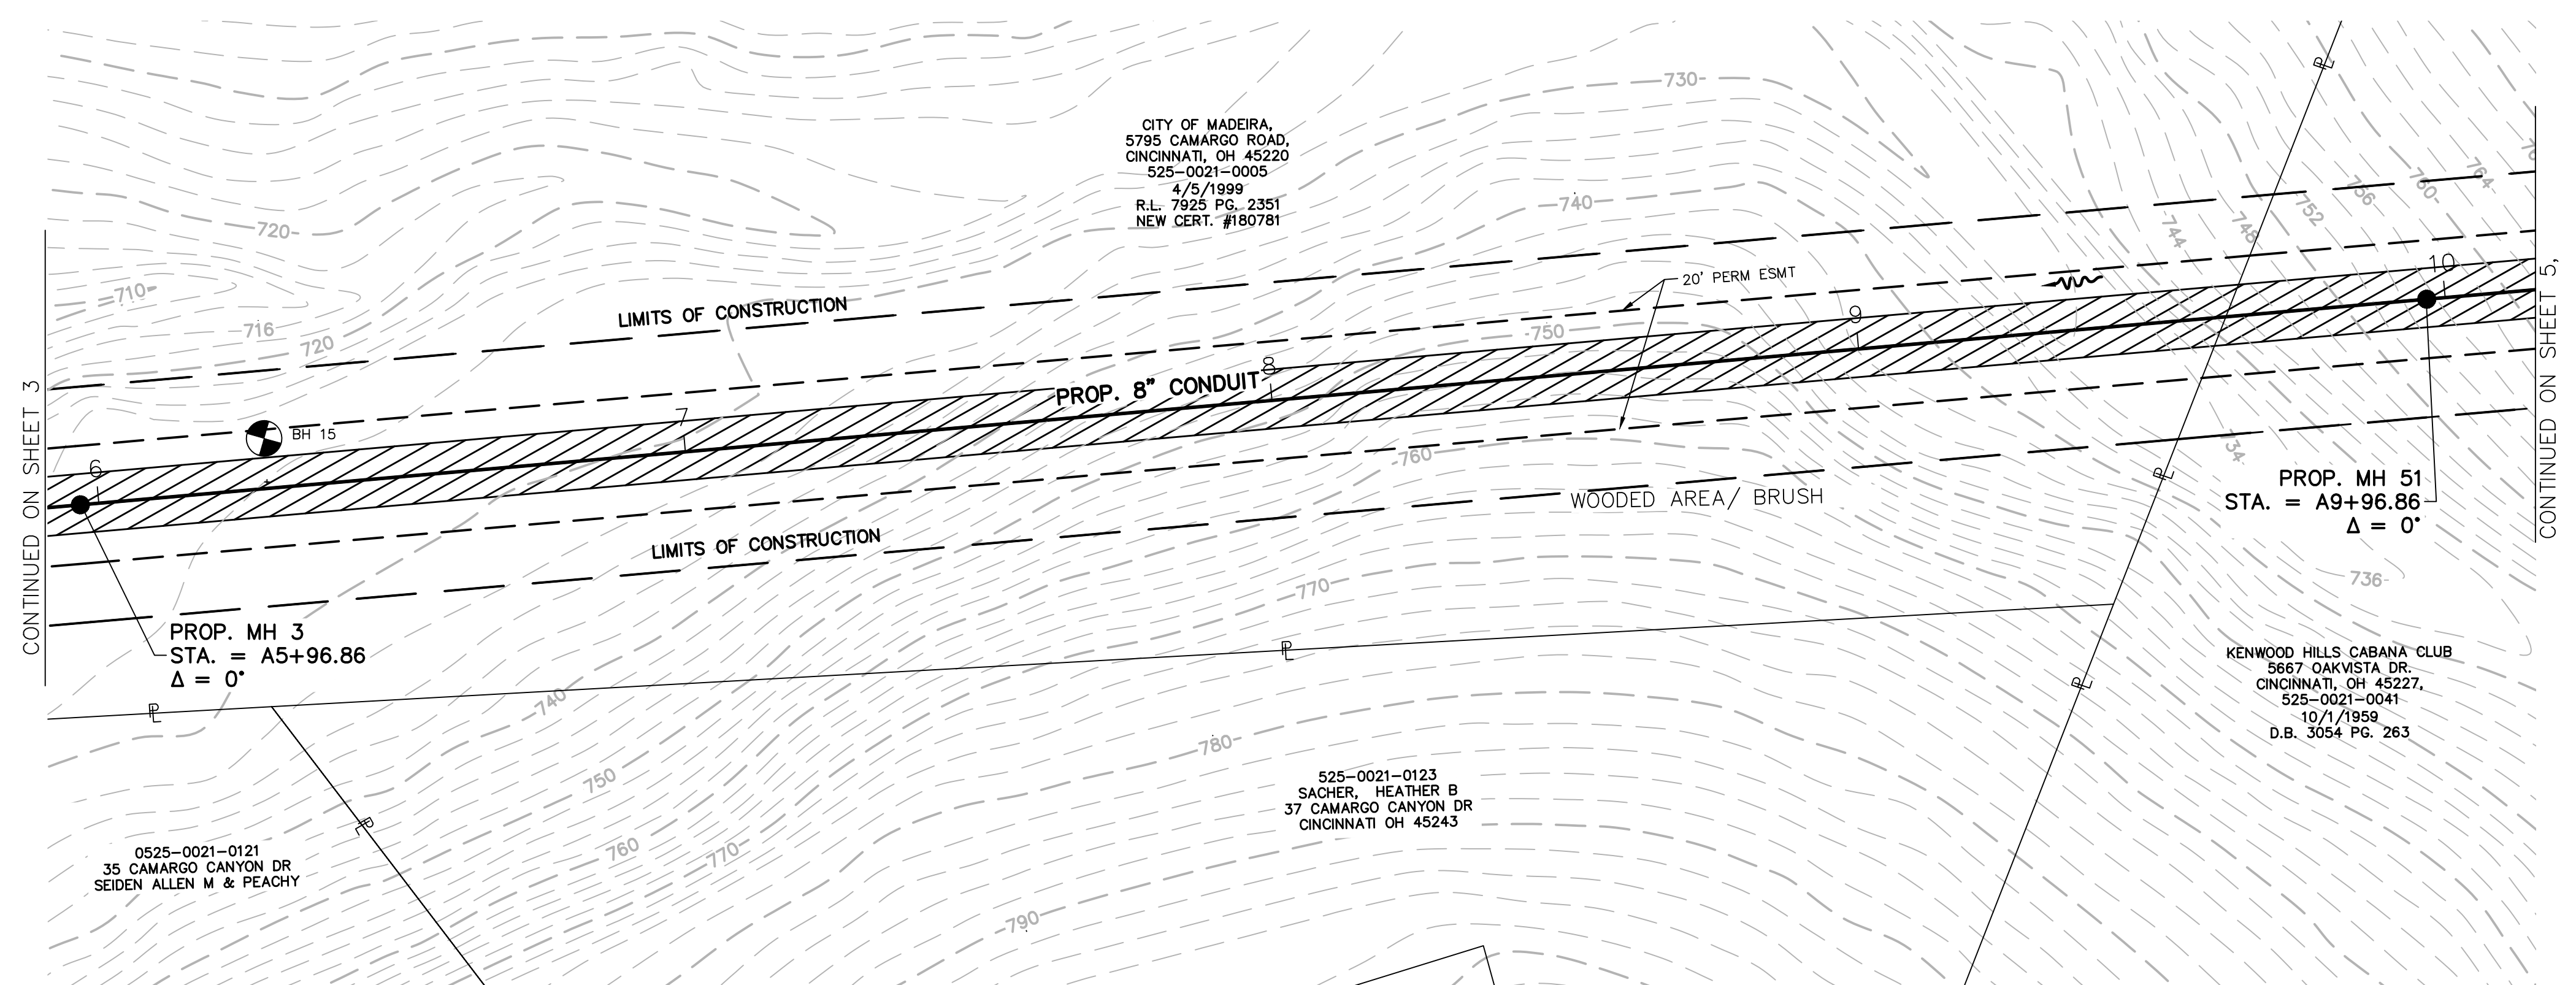 730-
CITY OF MADEIRA,
5795 CAMARGO ROAD,
CINCINNATI, OH 45220
525-0021-0005
4/5/1999
R.L. 7925 PG. 2351
NEW CERT. #180781
720-
-740-
744
748
752
756
760-
764
710-
-716
720
LIMITS OF CONSTRUCTION
20' PERM ESMT
-750-
10
9
8
7
6
PROP. 8" CONDUIT
BH 15
-760-
WOODED AREA/ BRUSH
734
PROP. MH 51
STA. = A9+96.86
Δ = 0°
CONTINUED ON SHEET 3
CONTINUED ON SHEET 5,
LIMITS OF CONSTRUCTION
-770-
736-
PROP. MH 3
STA. = A5+96.86
Δ = 0°
PL
PL
PL
PL
PL
PL
KENWOOD HILLS CABANA CLUB
5667 OAKVISTA DR.
CINCINNATI, OH 45227,
525-0021-0041
10/1/1959
D.B. 3054 PG. 263
-740-
-780-
750
760
-770-
525-0021-0123
SACHER, HEATHER B
37 CAMARGO CANYON DR
CINCINNATI OH 45243
0525-0021-0121
35 CAMARGO CANYON DR
SEIDEN ALLEN M & PEACHY
-790-